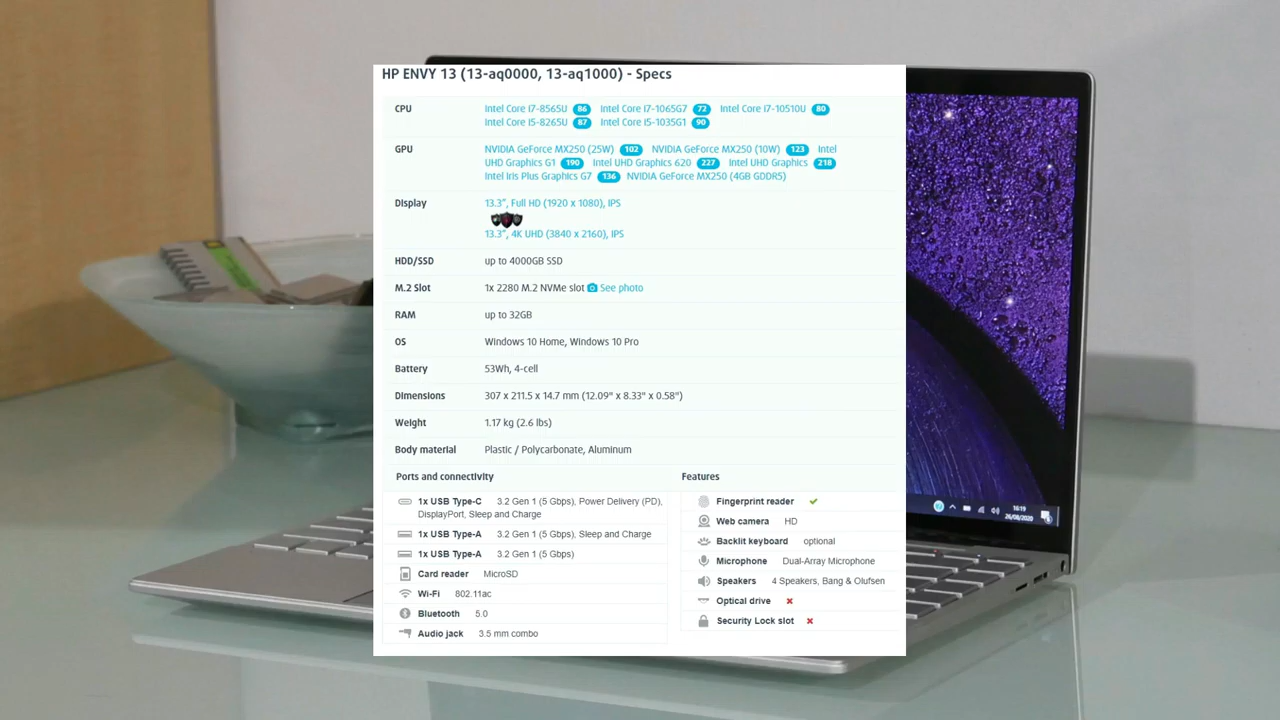 HP ENVY 13 (13-aq0000, 13-aq1000) - Specs
CPU Intel Core i7-8565U 86 Intel Core i7-1065G7 72 Intel Core i7-10510U 80
Intel Core i5-8265U 87 Intel Core i5-1035G1 90
GPU NVIDIA GeForce MX250 (25W) 102 NVIDIA GeForce MX250 (10W) 123 Intel
UHD Graphics G1 190 Intel UHD Graphics 620 227 Intel UHD Graphics 218
Intel Iris Plus Graphics G7 136 NVIDIA GeForce MX250 (4GB GDDR5)
Display 13.3”, Full HD (1920 x 1080), IPS
13.3”, 4K UHD (3840 x 2160), IPS
HDD/SSD up to 4000GB SSD
M.2 Slot 1x 2280 M.2 NVMe slot See photo
RAM up to 32GB
OS Windows 10 Home, Windows 10 Pro
Battery 53Wh, 4-cell
Dimensions 307 x 211.5 x 14.7 mm (12.09" x 8.33" x 0.58")
Weight 1.17 kg (2.6 lbs)
Body material Plastic / Polycarbonate, Aluminum
Ports and connectivity
1x USB Type-C 3.2 Gen 1 (5 Gbps), Power Delivery (PD),
DisplayPort, Sleep and Charge
1x USB Type-A 3.2 Gen 1 (5 Gbps), Sleep and Charge
1x USB Type-A 3.2 Gen 1 (5 Gbps)
Card reader MicroSD
Wi-Fi 802.11ac
Bluetooth 5.0
Audio jack 3.5 mm combo
Features
Fingerprint reader
Web camera HD
Backlit keyboard optional
Microphone Dual-Array Microphone
Speakers 4 Speakers, Bang & Olufsen
Optical drive
Security Lock slot
16:19
26/08/2020